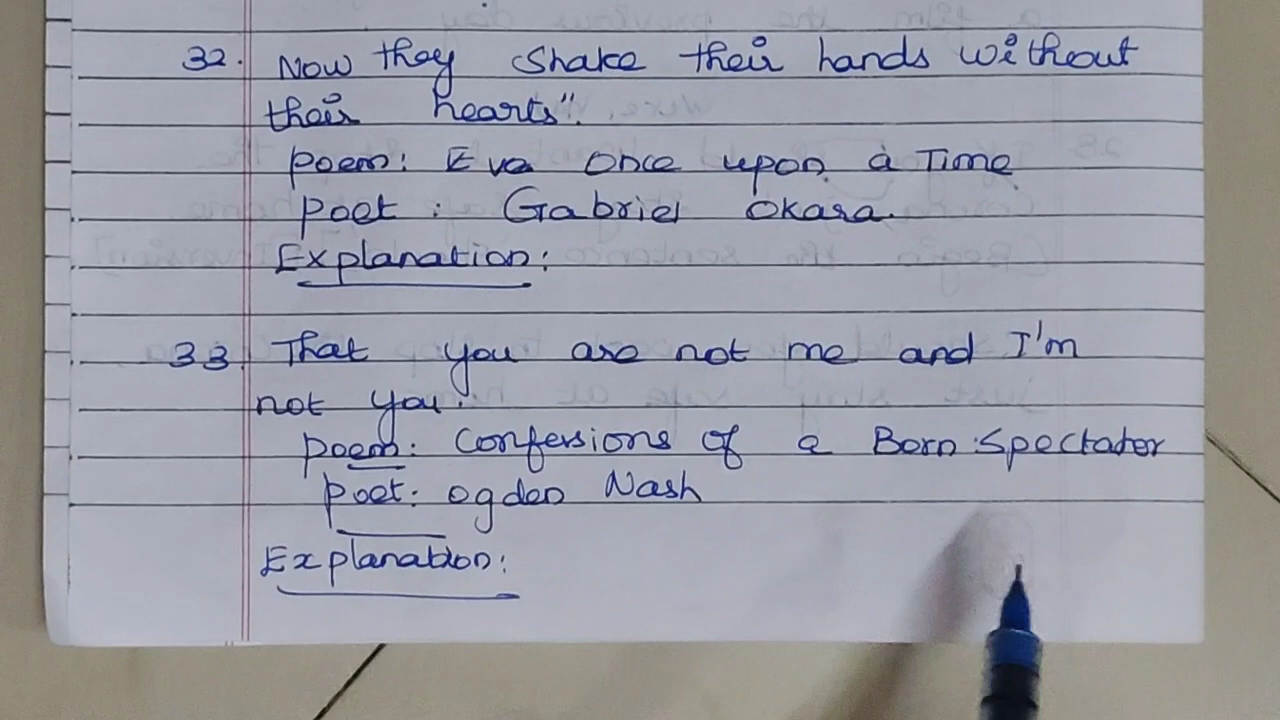 32. Now they shake their hands without
their hearts".
Poem: Eva once upon a Time
Poet : Gabriel Okara.
Explanation:
33. That you are not me and I'm
not you.
Poem: Confessions of a Born Spectator
Poet: Ogden Nash
Explanation: